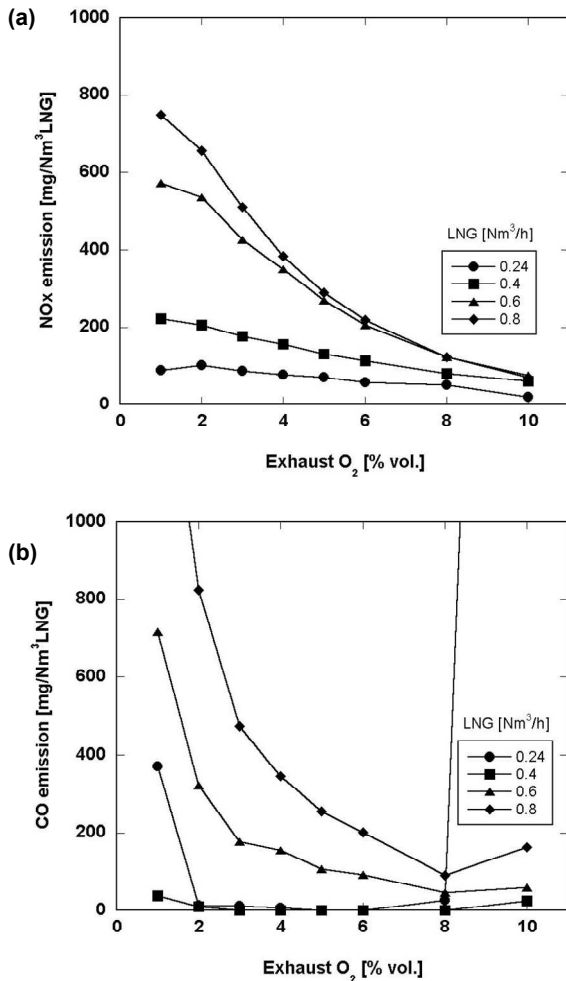 (a)
1000
800
600
400
200
0
NOx emission [mg/Nm³LNG]
LNG [Nm³/h]
0.24
0.4
0.6
0.8
0 2 4 6 8 10
Exhaust O₂ [% vol.]
(b)
1000
800
600
400
200
0
CO emission [mg/Nm³LNG]
LNG [Nm³/h]
0.24
0.4
0.6
0.8
0 2 4 6 8 10
Exhaust O₂ [% vol.]